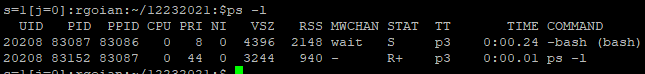 s=1[j=0]:rgoian:~/12232021:$ps -l
UID PID PPID CPU PRI NI VSZ RSS MWCHAN STAT TT TIME COMMAND
20208 83087 83086 0 8 0 4396 2148 wait S p3 0:00.24 -bash (bash)
20208 83152 83087 0 44 0 3244 940 - R+ p3 0:00.01 ps -l
s=1[j=0]:rgoian:~/12232021:$